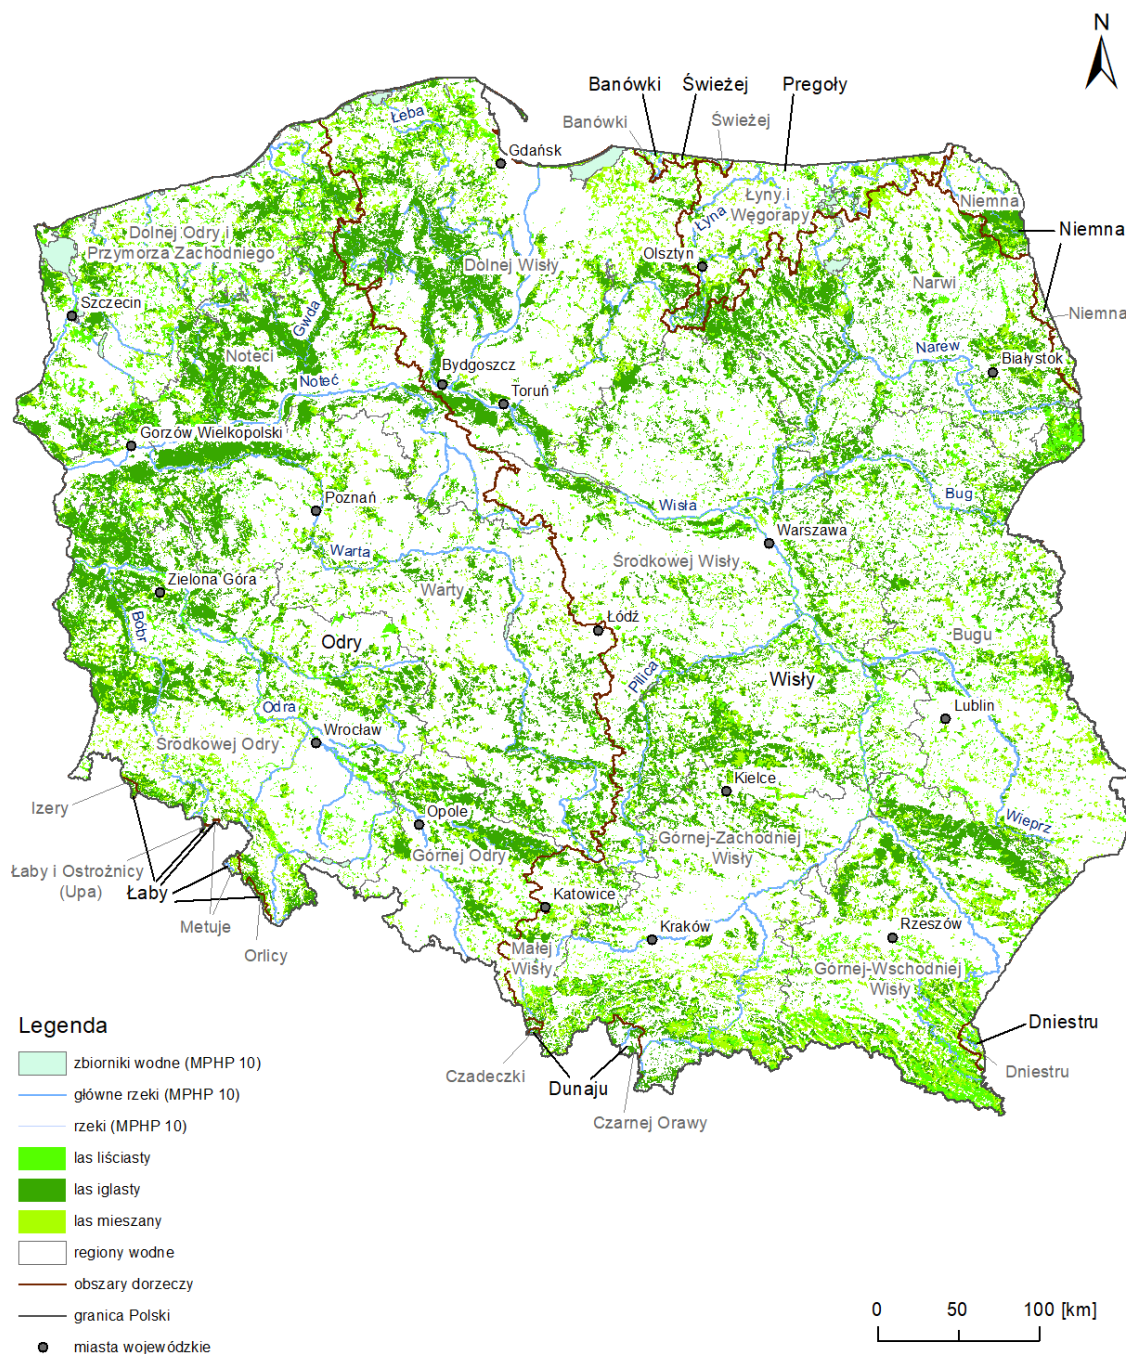 N
Banówki
Świeżej
Pregoły
Banówki
Świeżej
Łeba
Gdańsk
Łyny i
Węgorapy
Łyna
Niemna
Niemna
Dolnej Odry i
Przymorza Zachodniego
Dolnej Wisły
Olsztyn
Narwi
Szczecin
Gwda
Niemna
Noteci
Narew
Białystok
Bydgoszcz
Noteć
Toruń
Gorzów Wielkopolski
Poznań
Wisła
Bug
Warszawa
Warta
Środkowej Wisły
Zielona Góra
Warty
Bóbr
Łódź
Odry
Bugu
Pilica
Wisły
Odra
Lublin
Wrocław
Środkowej Odry
Kielce
Izery
Opole
Wieprz
Górnej Odry
Górnej-Zachodniej
Wisły
Łaby i Ostrożnicy
(Upa)
Łaby
Katowice
Metuje
Kraków
Rzeszów
Orlicy
Małej
Wisły
Górnej-Wschodniej
Wisły
Dniestru
Dniestru
Czadeczki
Dunaju
Czarnej Orawy
Legenda
zbiorniki wodne (MPHP 10)
główne rzeki (MPHP 10)
rzeki (MPHP 10)
las liściasty
las iglasty
las mieszany
regiony wodne
obszary dorzeczy
granica Polski
miasta wojewódzkie
0 50 100 [km]